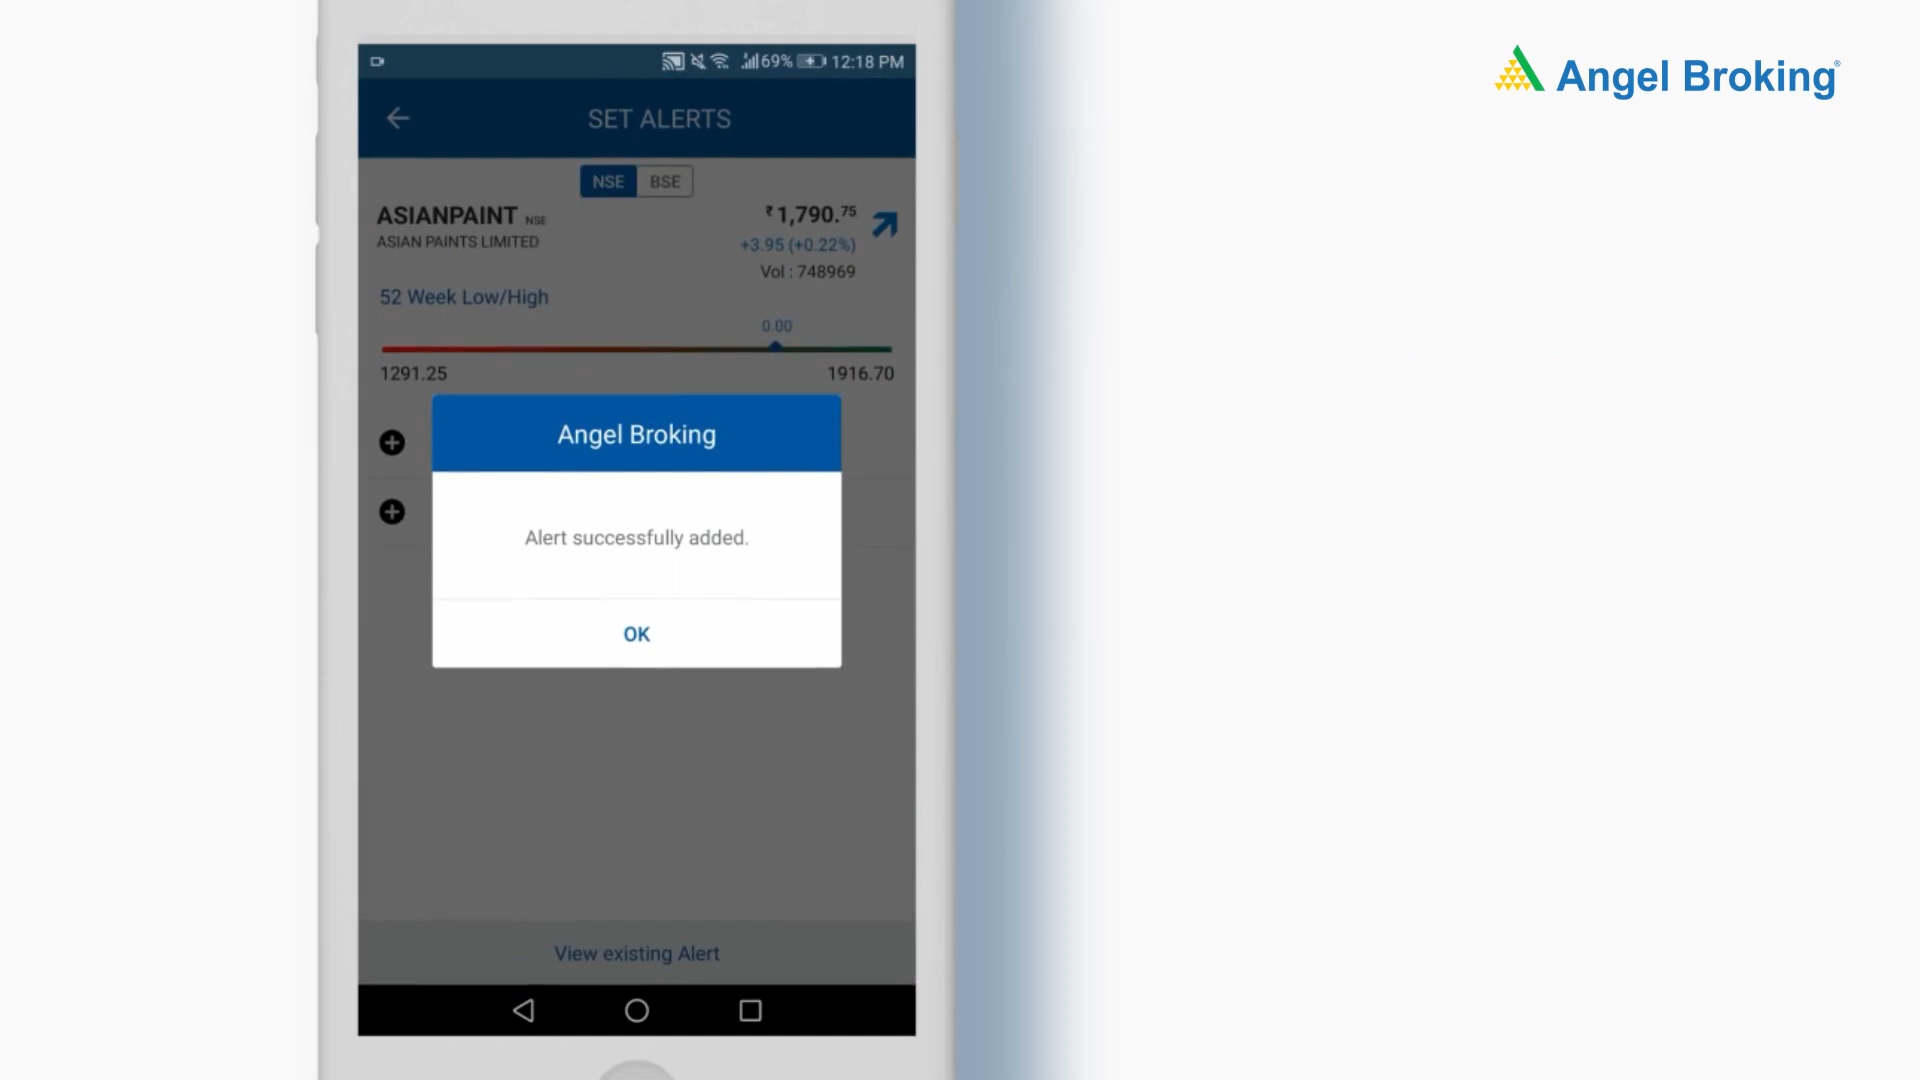 69% 12:18 PM
SET ALERTS
NSE BSE
ASIANPAINT NSE
₹1,790.75
ASIAN PAINTS LIMITED
+3.95 (+0.22%)
Vol : 748969
52 Week Low/High
0.00
1291.25 1916.70
Angel Broking
Alert successfully added.
OK
View existing Alert
Angel Broking®